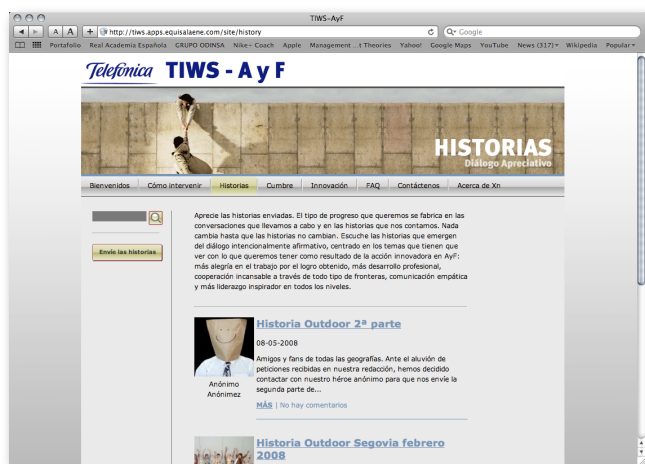 TIWS-AyF
A A + http://tiws.apps.equisalaene.com/site/history Google
Portafolio Real Academia Española GRUPO ODINSA Nike+ Coach Apple Management ...t Theories Yahoo! Google Maps YouTube News (317) Wikipedia Popular
Telefónica TIWS - A y F
HISTORIAS
Diálogo Apreciativo
Bienvenidos Cómo intervenir Historias Cumbre Innovación FAQ Contáctenos Acerca de Xn
Envíe las historias
Aprecie las historias enviadas. El tipo de progreso que queremos se fabrica en las
conversaciones que llevamos a cabo y en las historias que nos contamos. Nada
cambia hasta que las historias no cambian. Escuche las historias que emergen
del diálogo intencionalmente afirmativo, centrado en los temas que tienen que
ver con lo que queremos tener como resultado de la acción innovadora en AyF:
más alegría en el trabajo por el logro obtenido, más desarrollo profesional,
cooperación incansable a través de todo tipo de fronteras, comunicación empática
y más liderazgo inspirador en todos los niveles.
Historia Outdoor 2ª parte
08-05-2008
Amigos y fans de todas las geografías. Ante el aluvión de
peticiones recibidas en nuestra redacción, hemos decidido
contactar con nuestro héroe anónimo para que nos envíe la
segunda parte de...
MÁS | No hay comentarios
Anónimo
Anónimez
Historia Outdoor Segovia febrero
2008